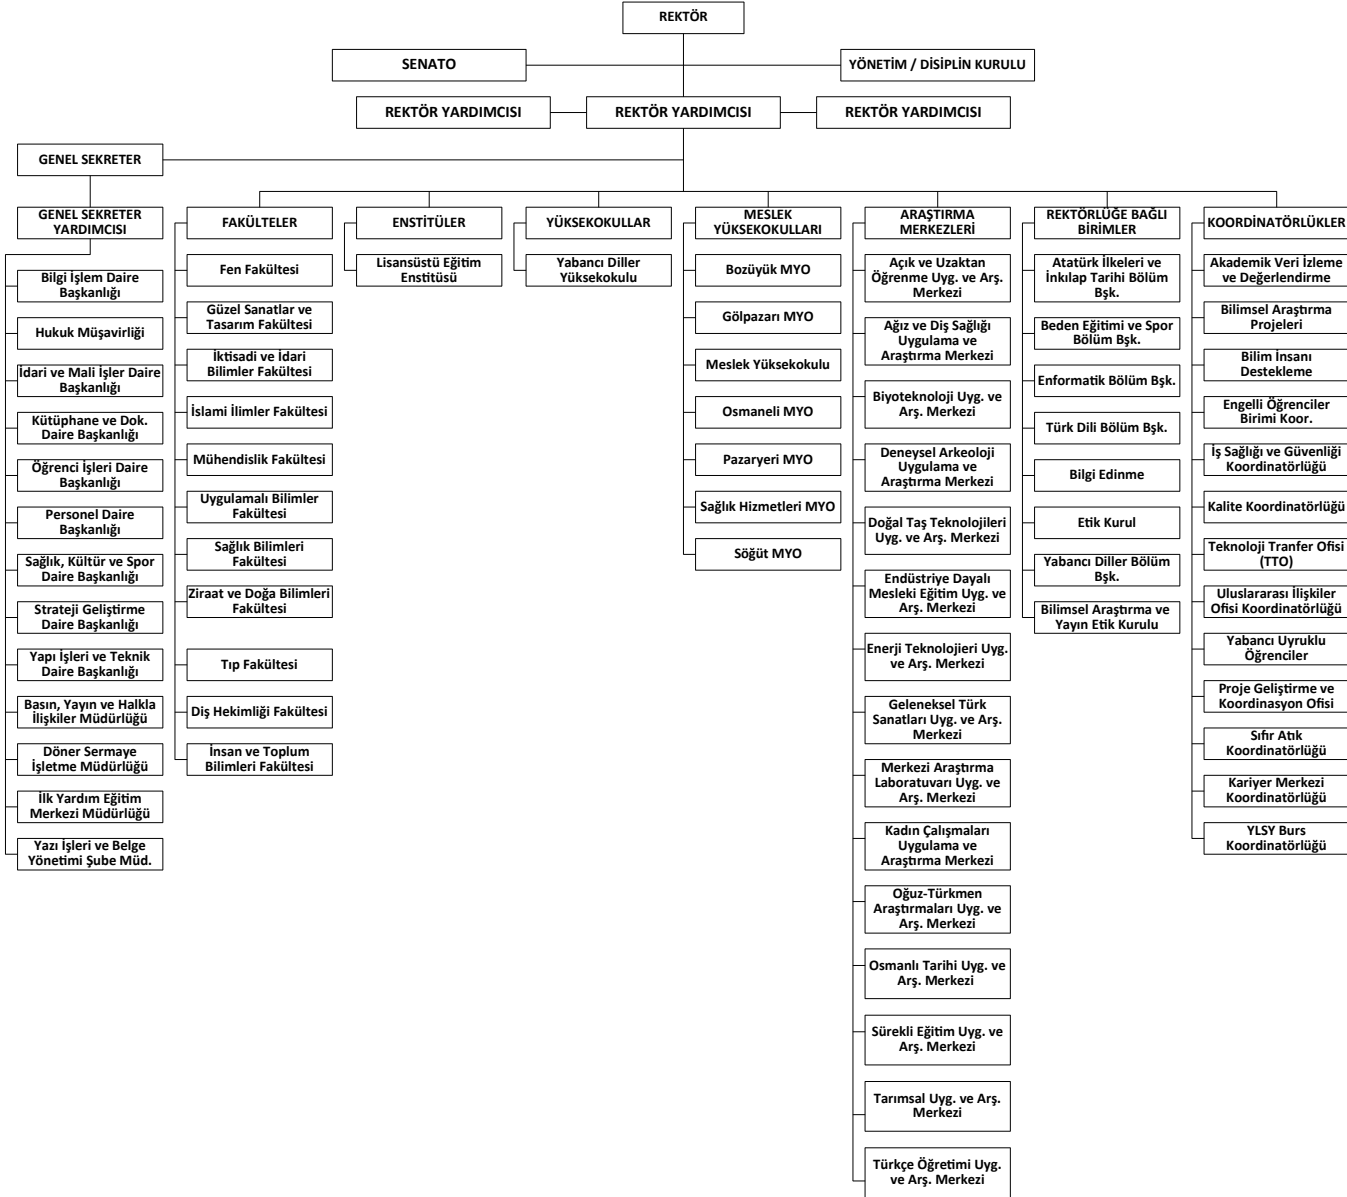 REKTÖR
SENATO
YÖNETİM / DİSİPLİN KURULU
REKTÖR YARDIMCISI
REKTÖR YARDIMCISI
REKTÖR YARDIMCISI
GENEL SEKRETER
GENEL SEKRETER
YARDIMCISI
Bilgi İşlem Daire
Başkanlığı
Hukuk Müşavirliği
İdari ve Mali İşler Daire
Başkanlığı
Kütüphane ve Dok.
Daire Başkanlığı
Öğrenci İşleri Daire
Başkanlığı
Personel Daire
Başkanlığı
Sağlık, Kültür ve Spor
Daire Başkanlığı
Strateji Geliştirme
Daire Başkanlığı
Yapı İşleri ve Teknik
Daire Başkanlığı
Basın, Yayın ve Halkla
İlişkiler Müdürlüğü
Döner Sermaye
İşletme Müdürlüğü
İlk Yardım Eğitim
Merkezi Müdürlüğü
Yazı İşleri ve Belge
Yönetimi Şube Müd.
FAKÜLTELER
Fen Fakültesi
Güzel Sanatlar ve
Tasarım Fakültesi
İktisadi ve İdari
Bilimler Fakültesi
İslami İlimler Fakültesi
Mühendislik Fakültesi
Uygulamalı Bilimler
Fakültesi
Sağlık Bilimleri
Fakültesi
Ziraat ve Doğa Bilimleri
Fakültesi
Tıp Fakültesi
Diş Hekimliği Fakültesi
İnsan ve Toplum
Bilimleri Fakültesi
ENSTİTÜLER
Lisansüstü Eğitim
Enstitüsü
YÜKSEKOKULLAR
Yabancı Diller
Yüksekokulu
MESLEK
YÜKSEKOKULLARI
Bozüyük MYO
Gölpazarı MYO
Meslek Yüksekokulu
Osmaneli MYO
Pazaryeri MYO
Sağlık Hizmetleri MYO
Söğüt MYO
ARAŞTIRMA
MERKEZLERİ
Açık ve Uzaktan
Öğrenme Uyg. ve Arş.
Merkezi
Ağız ve Diş Sağlığı
Uygulama ve
Araştırma Merkezi
Biyoteknoloji Uyg. ve
Arş. Merkezi
Deneysel Arkeoloji
Uygulama ve
Araştırma Merkezi
Doğal Taş Teknolojileri
Uyg. ve Arş. Merkezi
Endüstriye Dayalı
Mesleki Eğitim Uyg. ve
Arş. Merkezi
Enerji Teknolojieri Uyg.
ve Arş. Merkezi
Geleneksel Türk
Sanatları Uyg. ve Arş.
Merkezi
Merkezi Araştırma
Laboratuvarı Uyg. ve
Arş. Merkezi
Kadın Çalışmaları
Uygulama ve
Araştırma Merkezi
Oğuz-Türkmen
Araştırmaları Uyg. ve
Arş. Merkezi
Osmanlı Tarihi Uyg. ve
Arş. Merkezi
Sürekli Eğitim Uyg. ve
Arş. Merkezi
Tarımsal Uyg. ve Arş.
Merkezi
Türkçe Öğretimi Uyg.
ve Arş. Merkezi
REKTÖRLÜĞE BAĞLI
BİRİMLER
Atatürk İlkeleri ve
İnkılap Tarihi Bölüm
Bşk.
Beden Eğitimi ve Spor
Bölüm Bşk.
Enformatik Bölüm Bşk.
Türk Dili Bölüm Bşk.
Bilgi Edinme
Etik Kurul
Yabancı Diller Bölüm
Bşk.
Bilimsel Araştırma ve
Yayın Etik Kurulu
KOORDİNATÖRLÜKLER
Akademik Veri İzleme
ve Değerlendirme
Bilimsel Araştırma
Projeleri
Bilim İnsanı
Destekleme
Engelli Öğrenciler
Birimi Koor.
İş Sağlığı ve Güvenliği
Koordinatörlüğü
Kalite Koordinatörlüğü
Teknoloji Tranfer Ofisi
(TTO)
Uluslararası İlişkiler
Ofisi Koordinatörlüğü
Yabancı Uyruklu
Öğrenciler
Proje Geliştirme ve
Koordinasyon Ofisi
Sıfır Atık
Koordinatörlüğü
Kariyer Merkezi
Koordinatörlüğü
YLSY Burs
Koordinatörlüğü